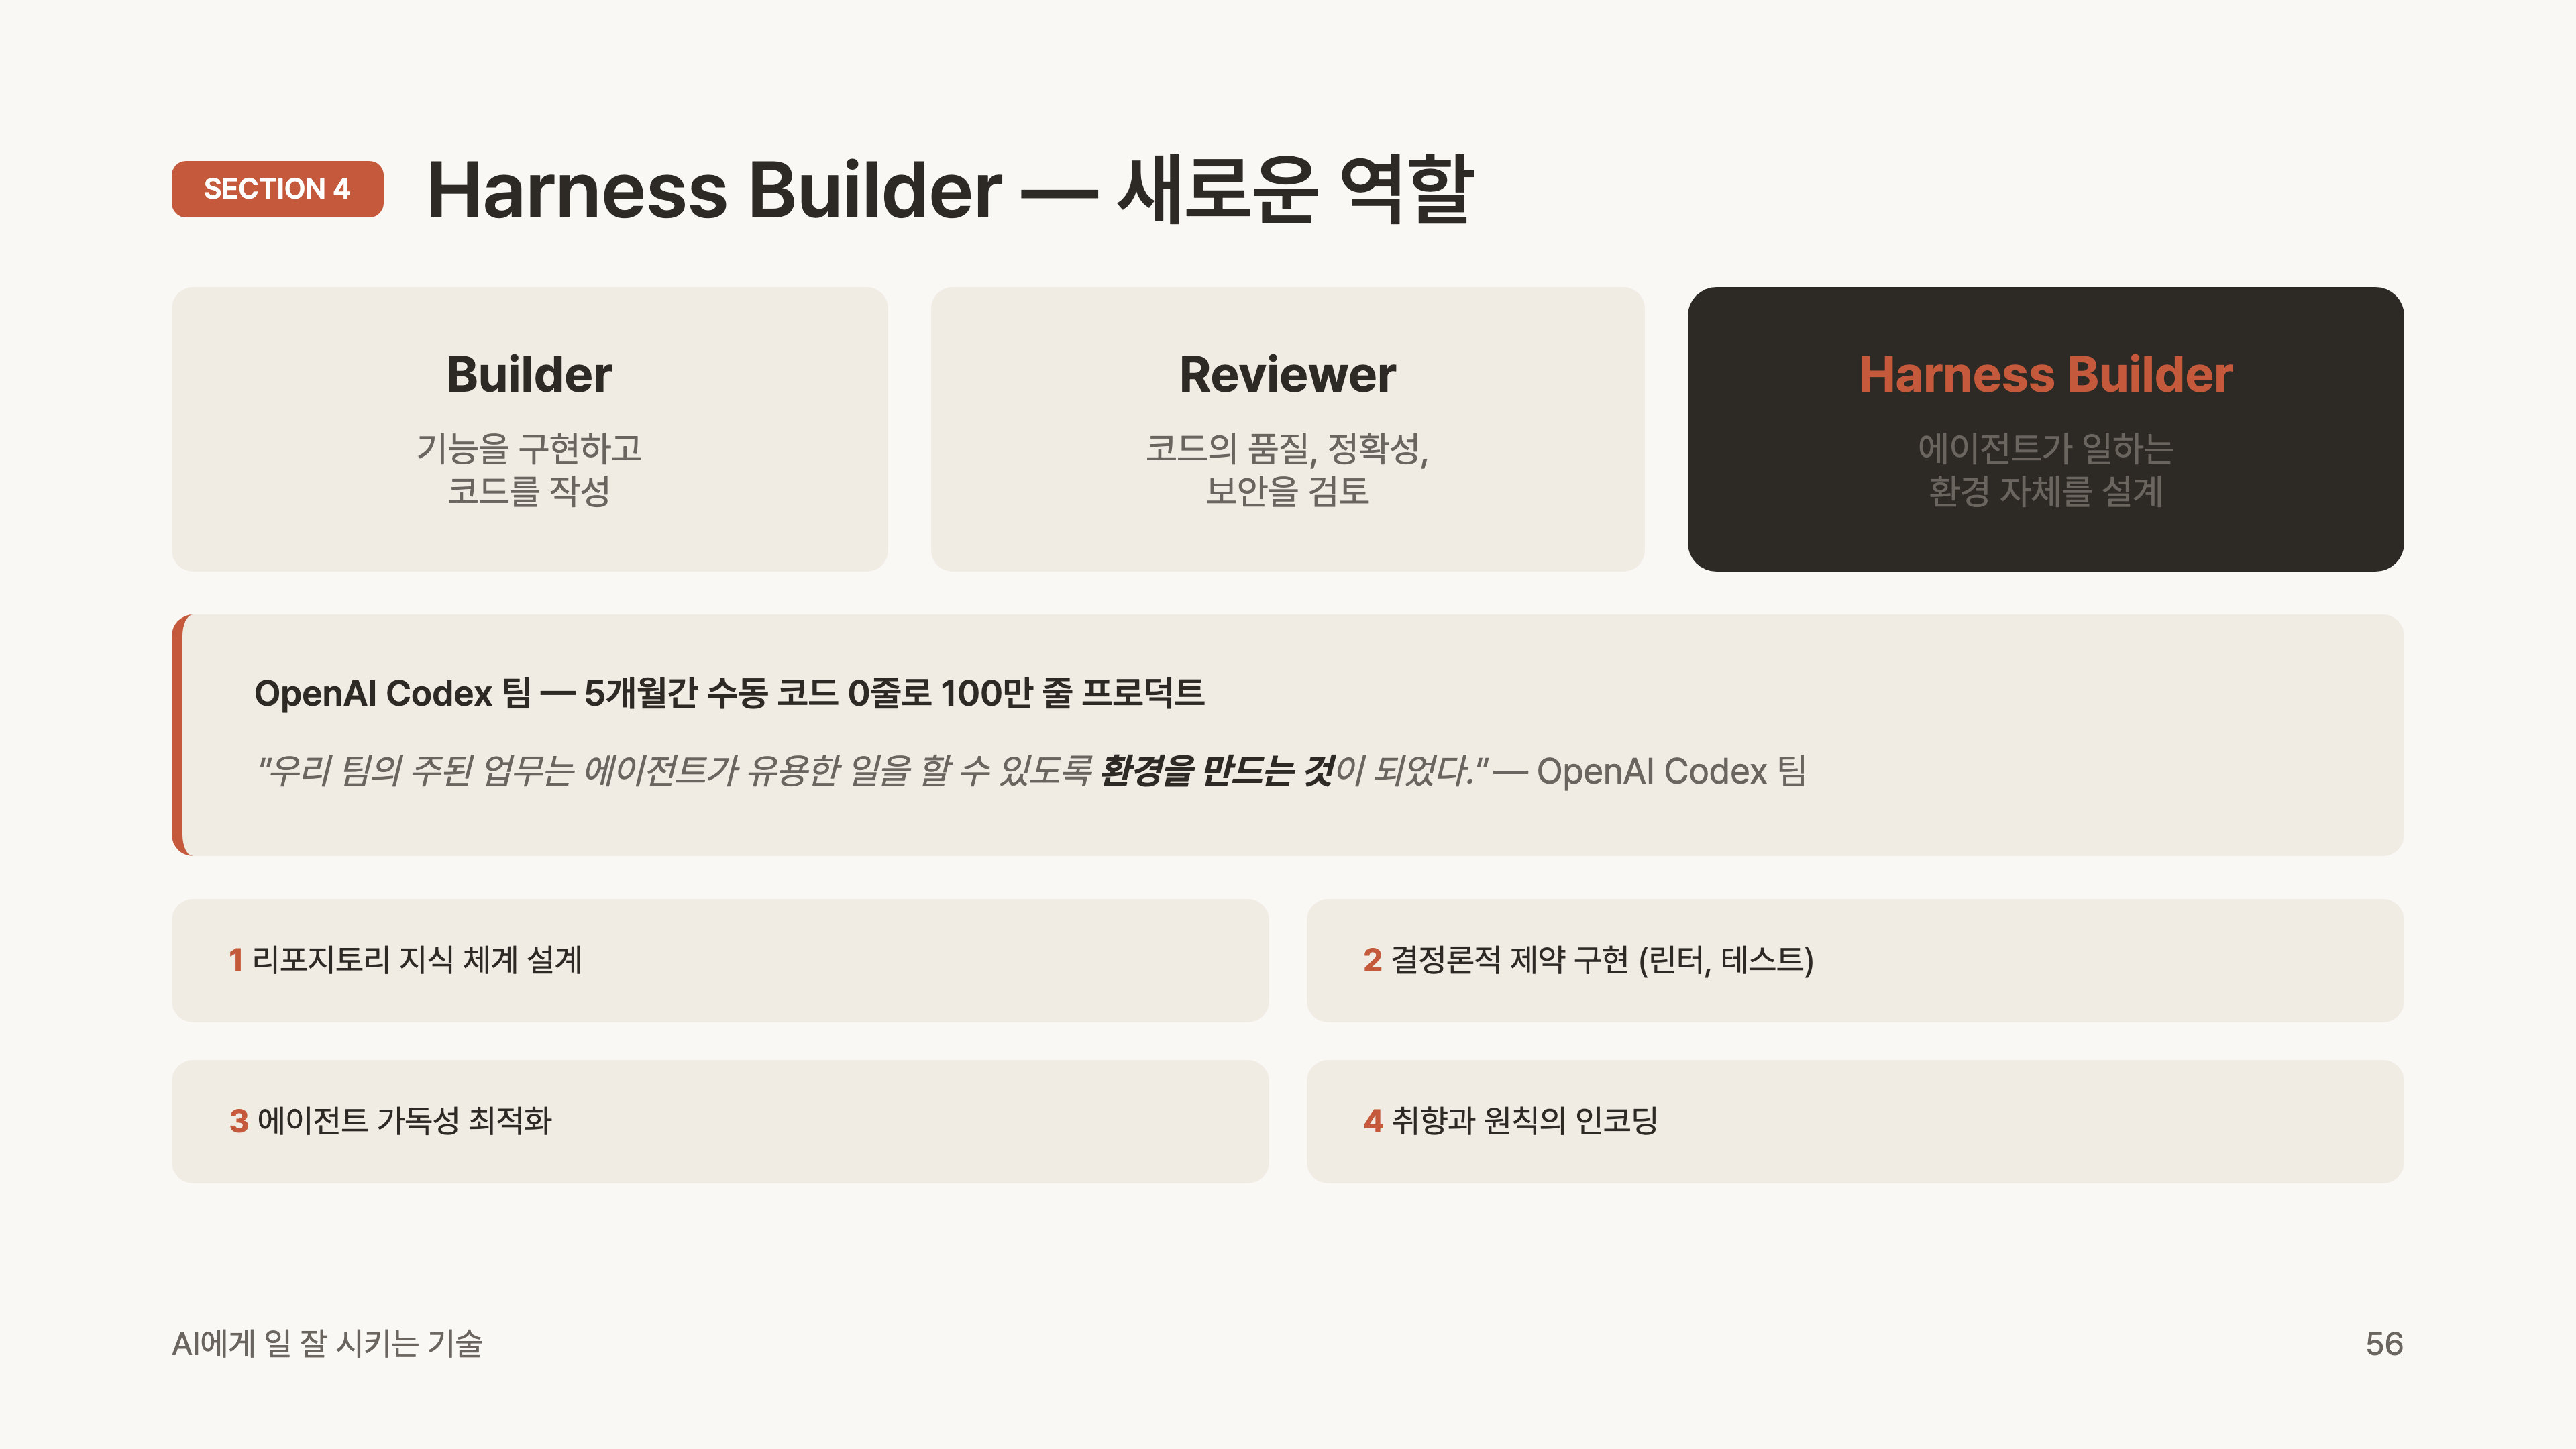 SECTION 4
Harness Builder — 새로운 역할
Builder
기능을 구현하고
코드를 작성
Reviewer
코드의 품질, 정확성,
보안을 검토
Harness Builder
에이전트가 일하는
환경 자체를 설계
OpenAI Codex 팀 — 5개월간 수동 코드 0줄로 100만 줄 프로덕트
"우리 팀의 주된 업무는 에이전트가 유용한 일을 할 수 있도록 환경을 만드는 것이 되었다." — OpenAI Codex 팀
1 리포지토리 지식 체계 설계
2 결정론적 제약 구현 (린터, 테스트)
3 에이전트 가독성 최적화
4 취향과 원칙의 인코딩
AI에게 일 잘 시키는 기술
56